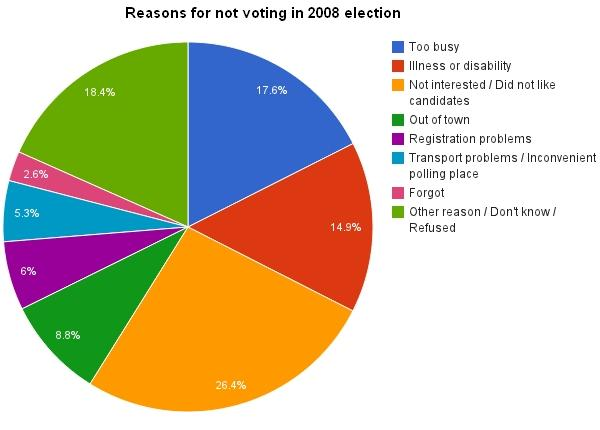 Reasons for not voting in 2008 election
Too busy
Illness or disability
Not interested / Did not like
candidates
Out of town
Registration problems
Transport problems / Inconvenient
polling place
Forgot
Other reason / Don't know /
Refused
17.6%
14.9%
26.4%
8.8%
6%
5.3%
2.6%
18.4%